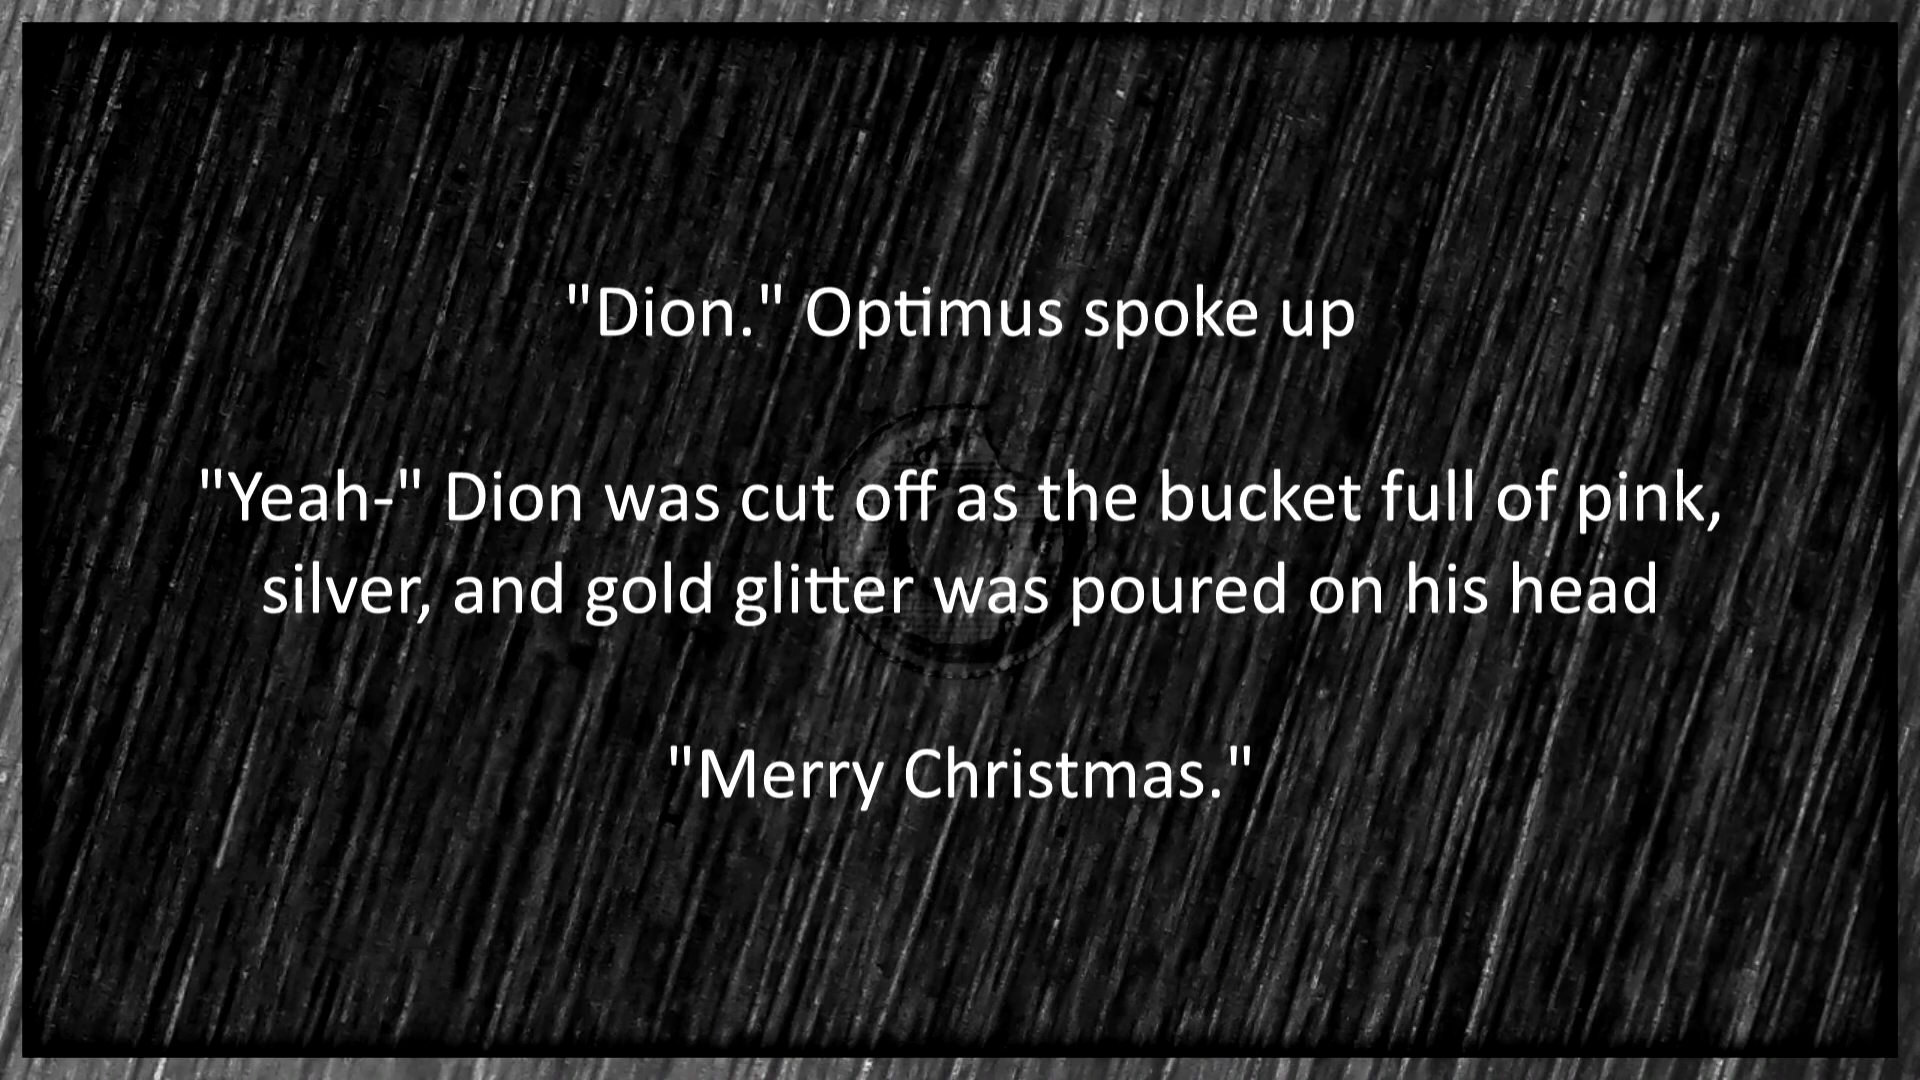 "Dion." Optimus spoke up
"Yeah-" Dion was cut off as the bucket full of pink,
silver, and gold glitter was poured on his head
"Merry Christmas."